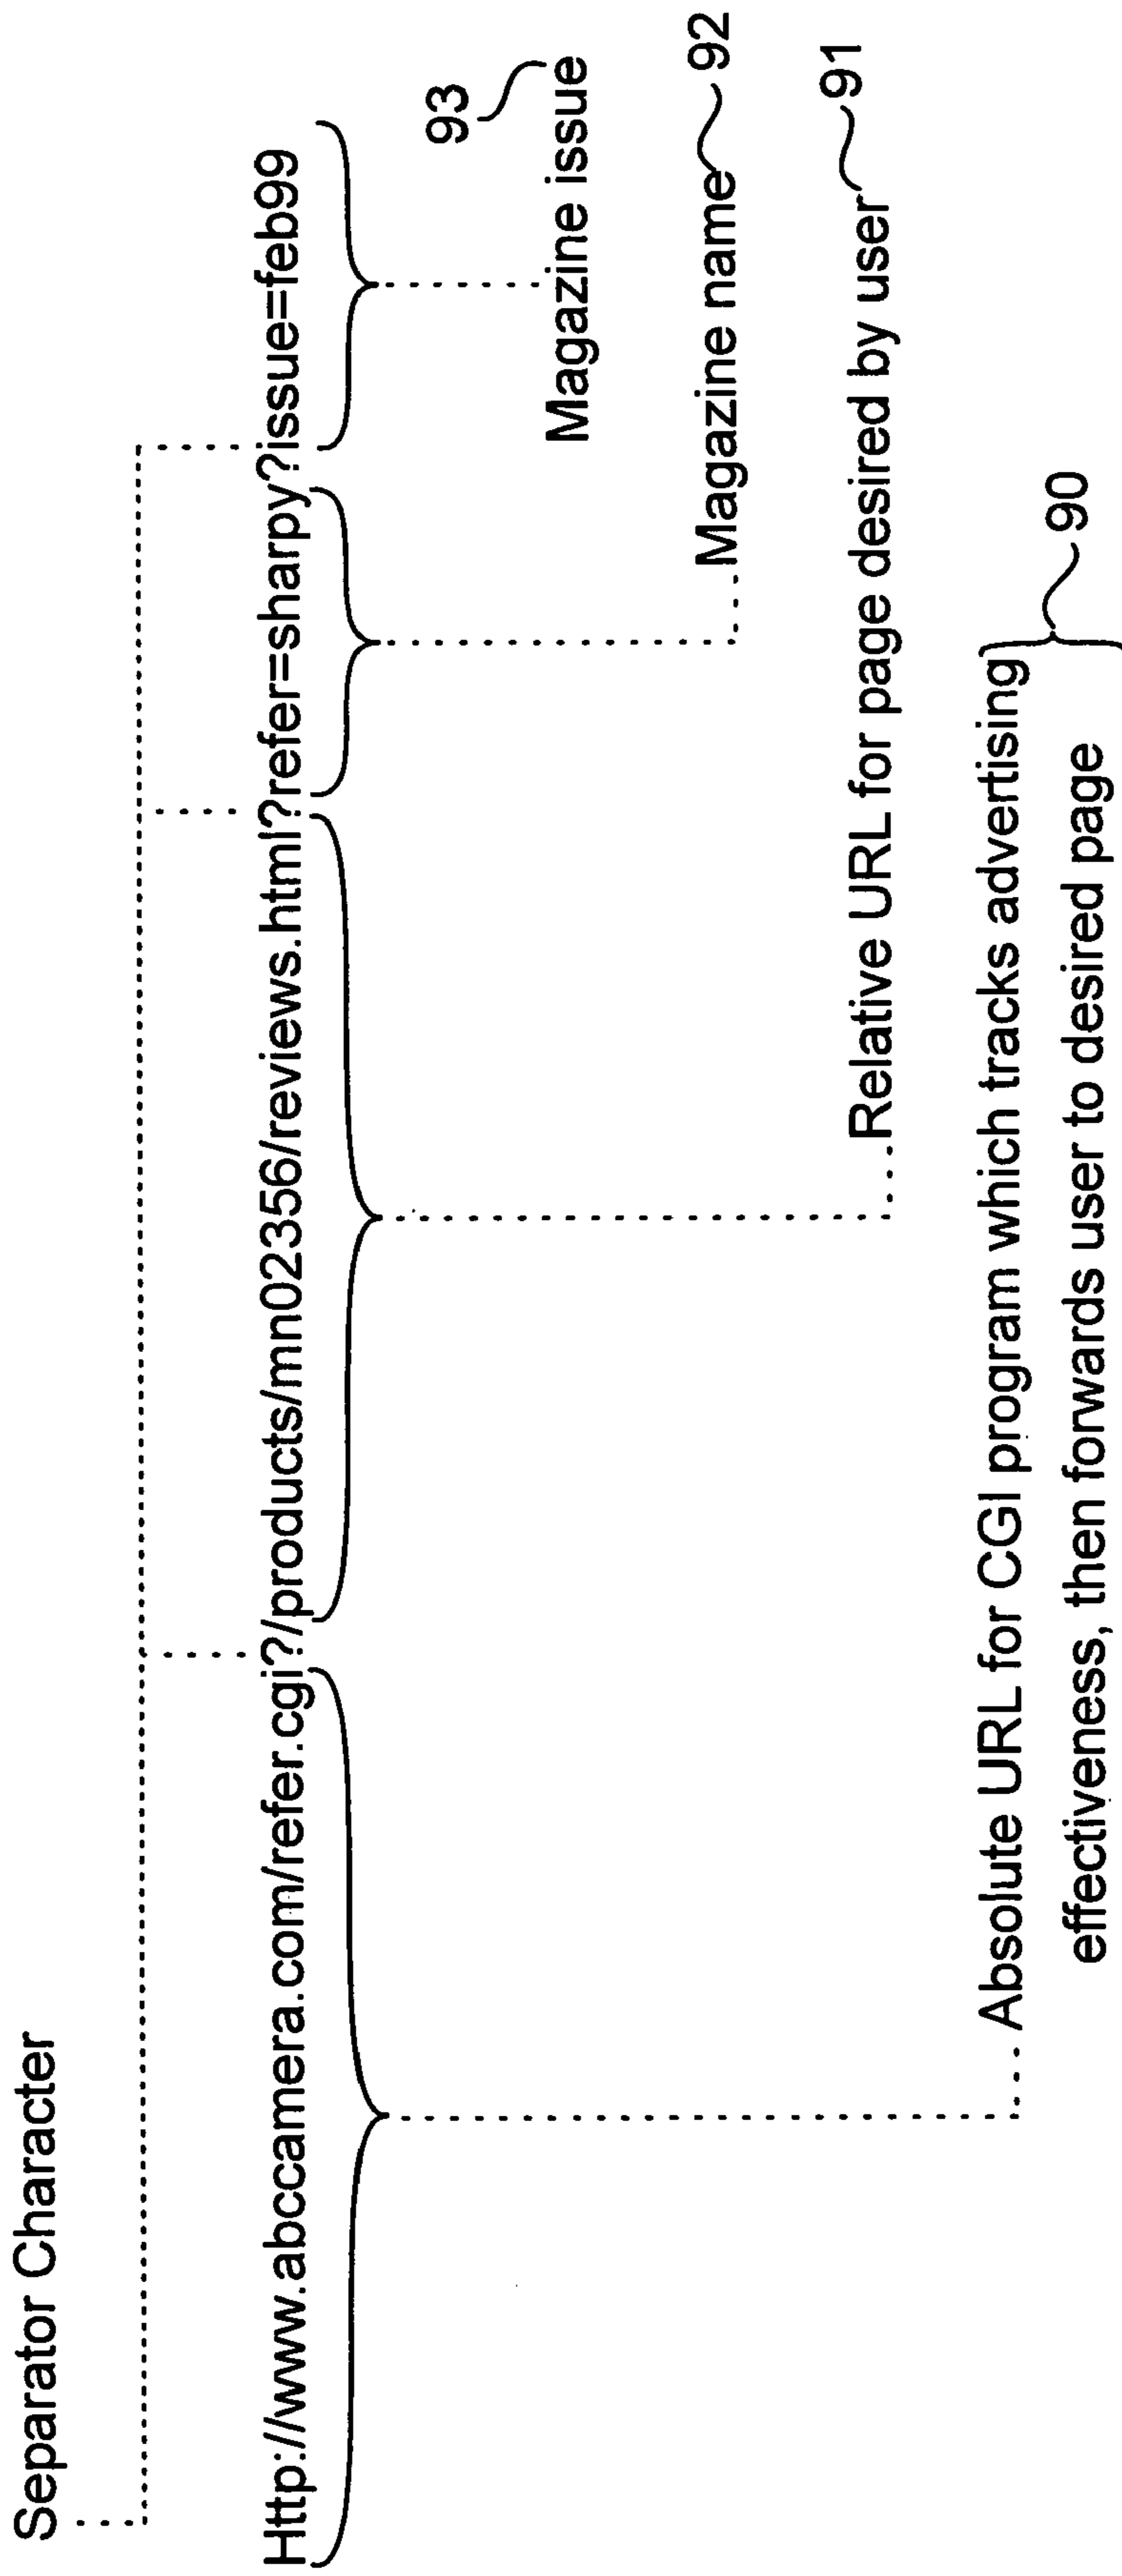 Separator Character
Http://www.abccamera.com/refer.cgi?/products/mn02356/reviews.html?refer=sharpy?issue=feb99
93
Magazine issue
Magazine name 92
Relative URL for page desired by user 91
Absolute URL for CGI program which tracks advertising
effectiveness, then forwards user to desired page
90